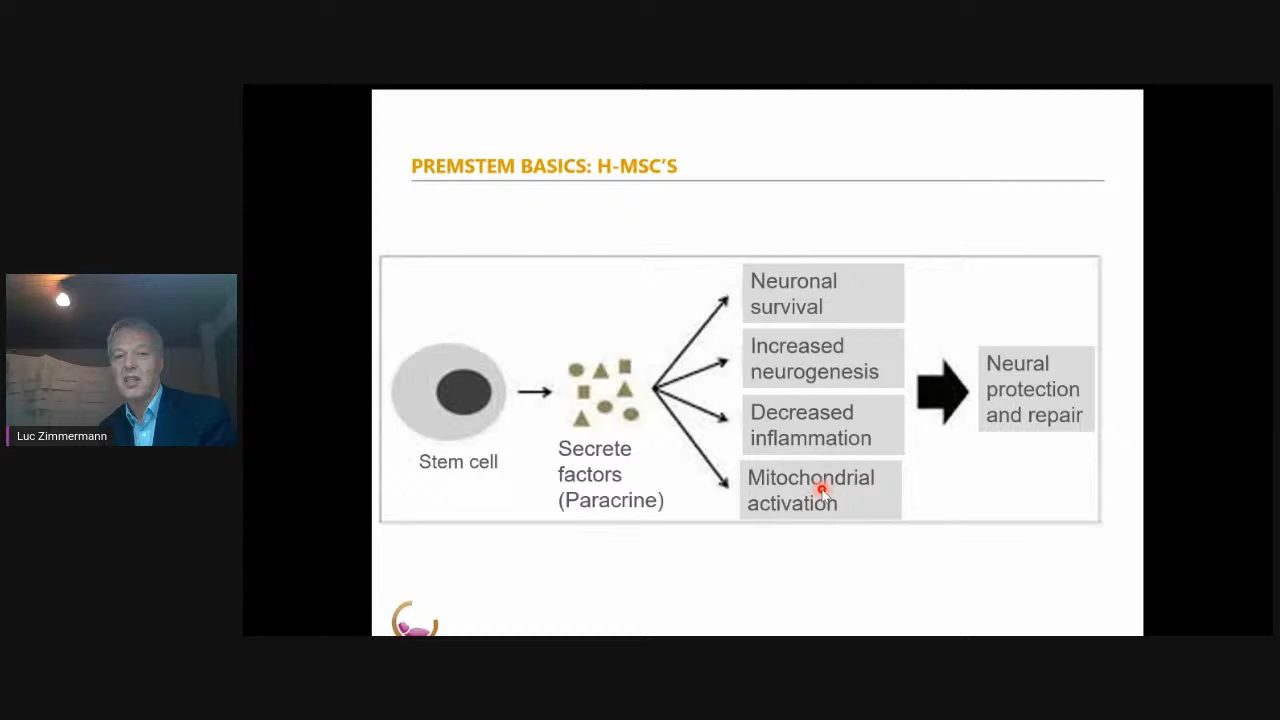 PREMSTEM BASICS: H-MSC'S
Stem cell
Secrete
factors
(Paracrine)
Neuronal
survival
Increased
neurogenesis
Decreased
inflammation
Mitochondrial
activation
Neural
protection
and repair
Luc Zimmermann